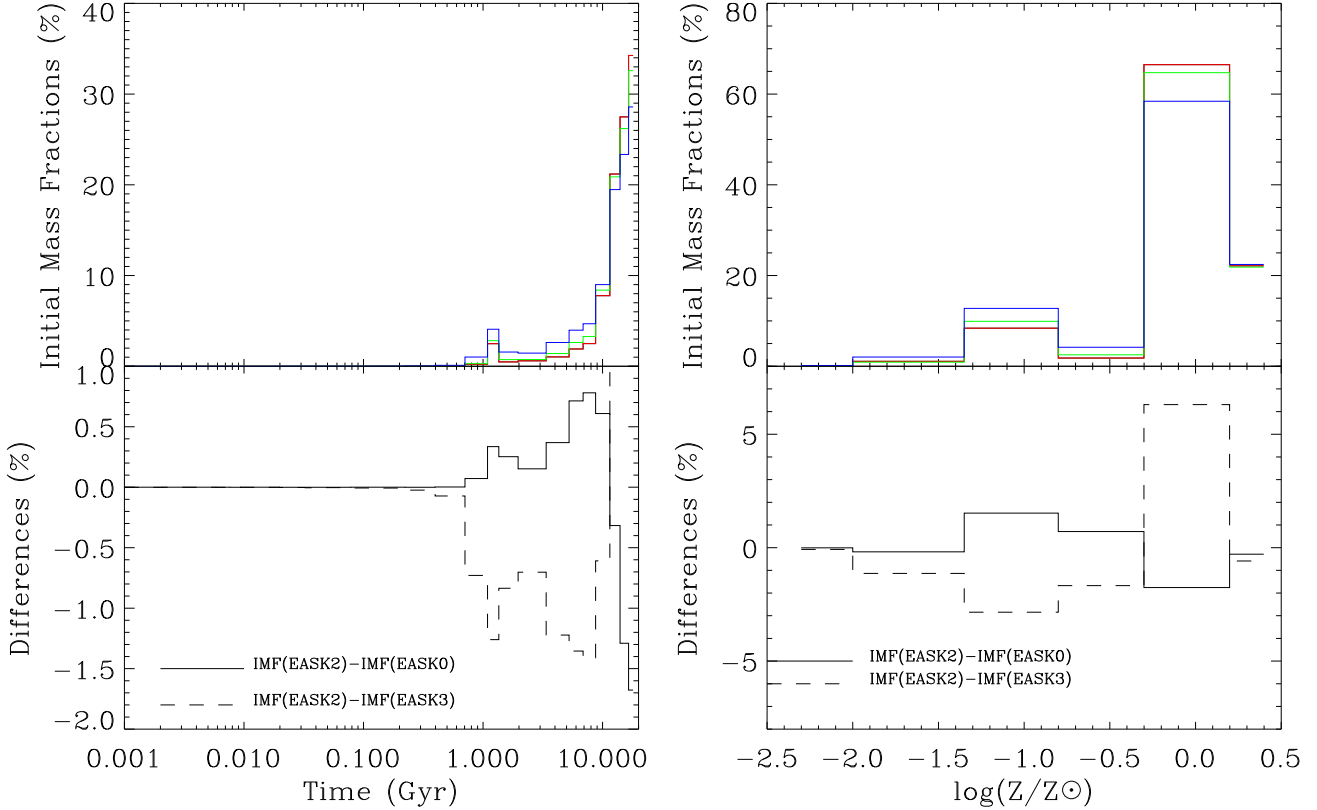 Initial Mass Fractions (%)
40
30
20
10
0
Initial Mass Fractions (%)
80
60
40
20
0
Differences (%)
1.0
0.5
0.0
−0.5
−1.0
−1.5
−2.0
IMF(EASK2)−IMF(EASK0)
IMF(EASK2)−IMF(EASK3)
0.001 0.010 0.100 1.000 10.000
Time (Gyr)
Differences (%)
5
0
−5
IMF(EASK2)−IMF(EASK0)
IMF(EASK2)−IMF(EASK3)
−2.5 −2.0 −1.5 −1.0 −0.5 0.0 0.5
log(Z/Z⊙)